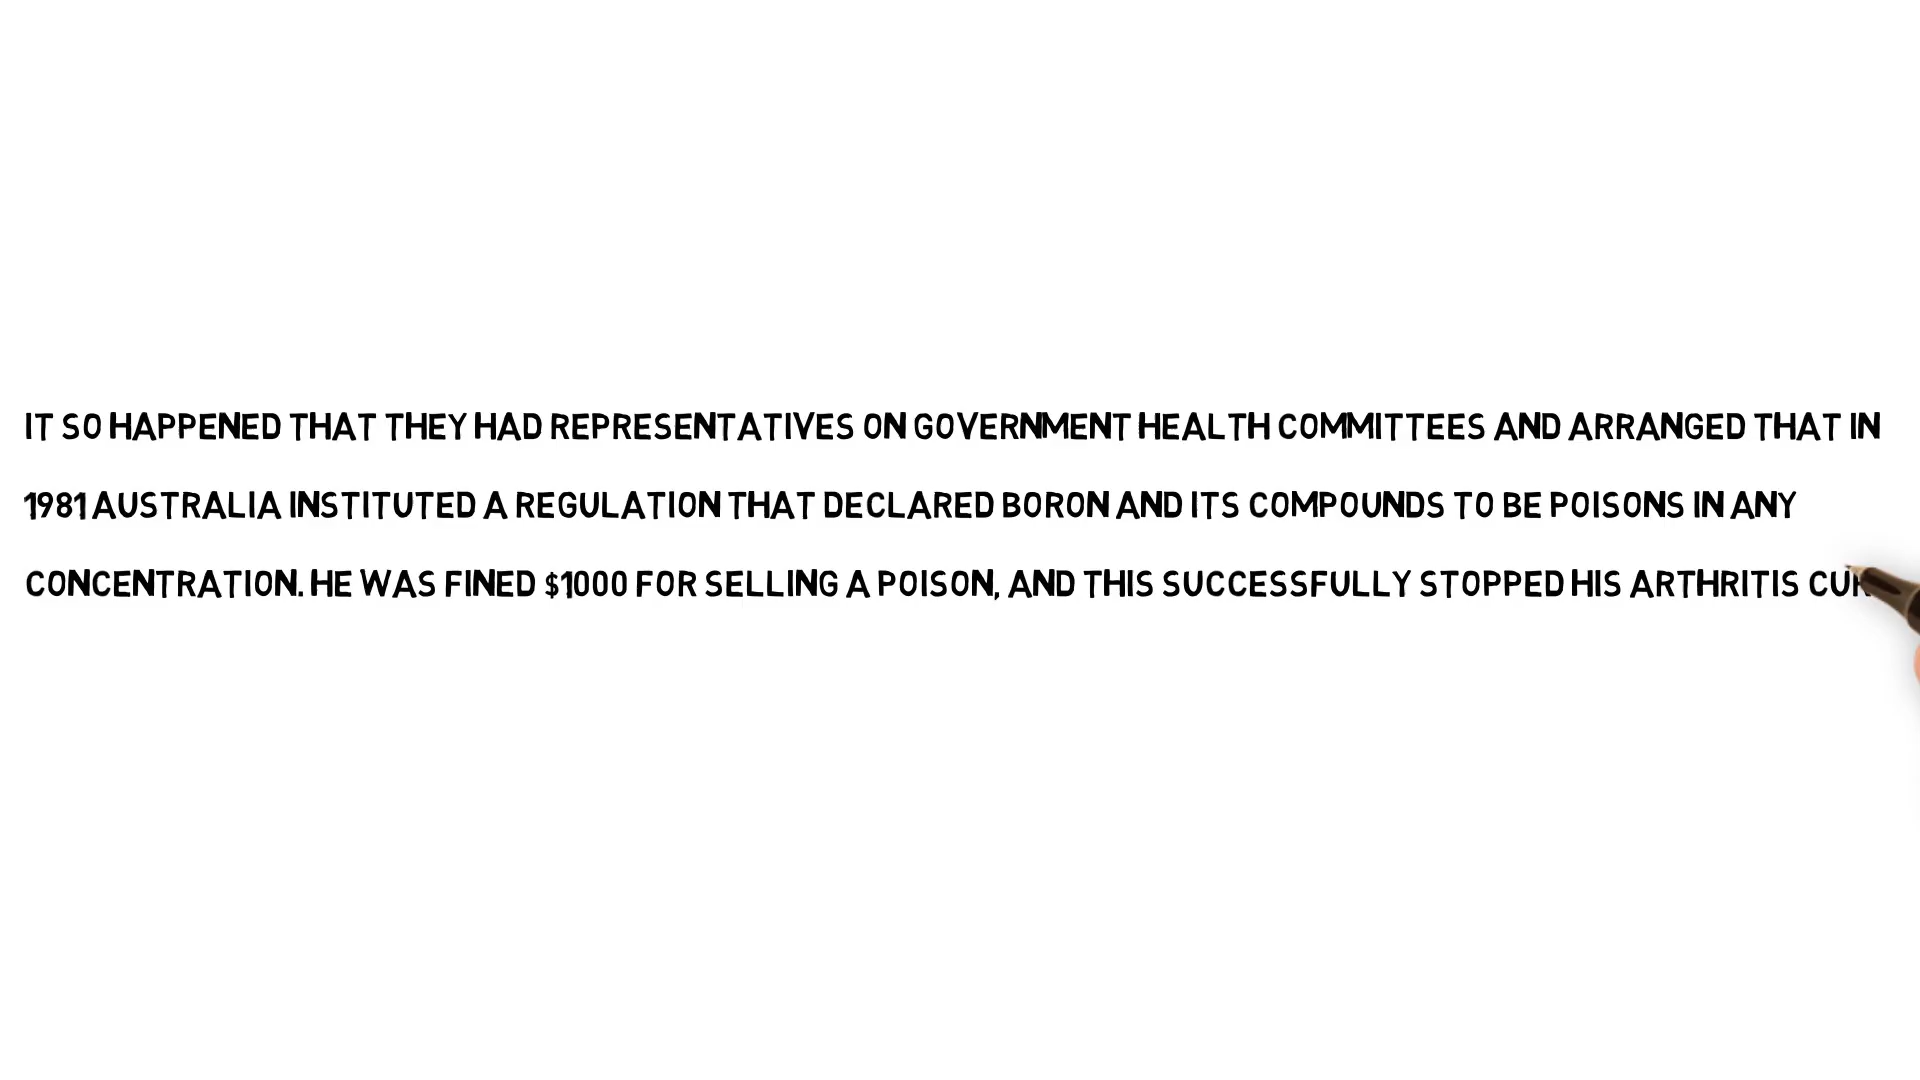 IT SO HAPPENED THAT THEY HAD REPRESENTATIVES ON GOVERNMENT HEALTH COMMITTEES AND ARRANGED THAT IN
1981 AUSTRALIA INSTITUTED A REGULATION THAT DECLARED BORON AND ITS COMPOUNDS TO BE POISONS IN ANY
CONCENTRATION. HE WAS FINED $1000 FOR SELLING A POISON, AND THIS SUCCESSFULLY STOPPED HIS ARTHRITIS